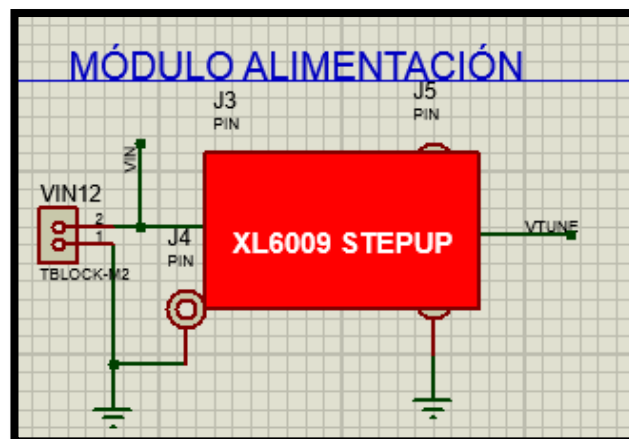 MÓDULO ALIMENTACIÓN
J3
PIN
J5
PIN
VIN
VIN12
2
1
TBLOCK-M2
J4
PIN
XL6009 STEPUP
VTUNE